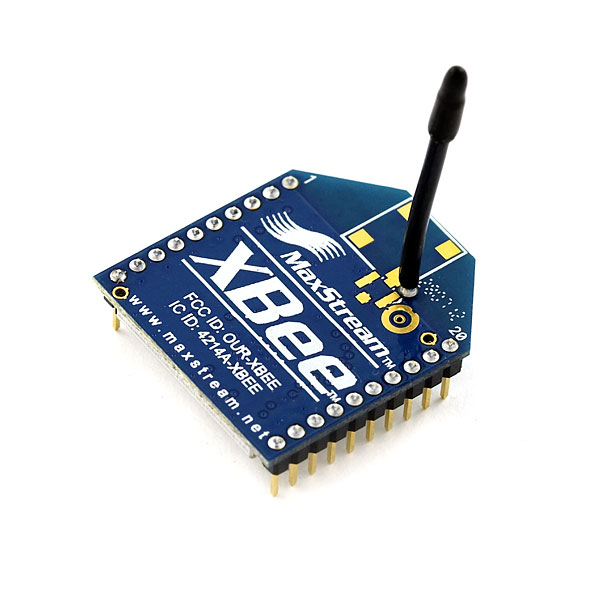 1
MaxStream™
XBee™
FCC ID: OUR-XBEE
IC ID: 4214A-XBEE
www.maxstream.net
20